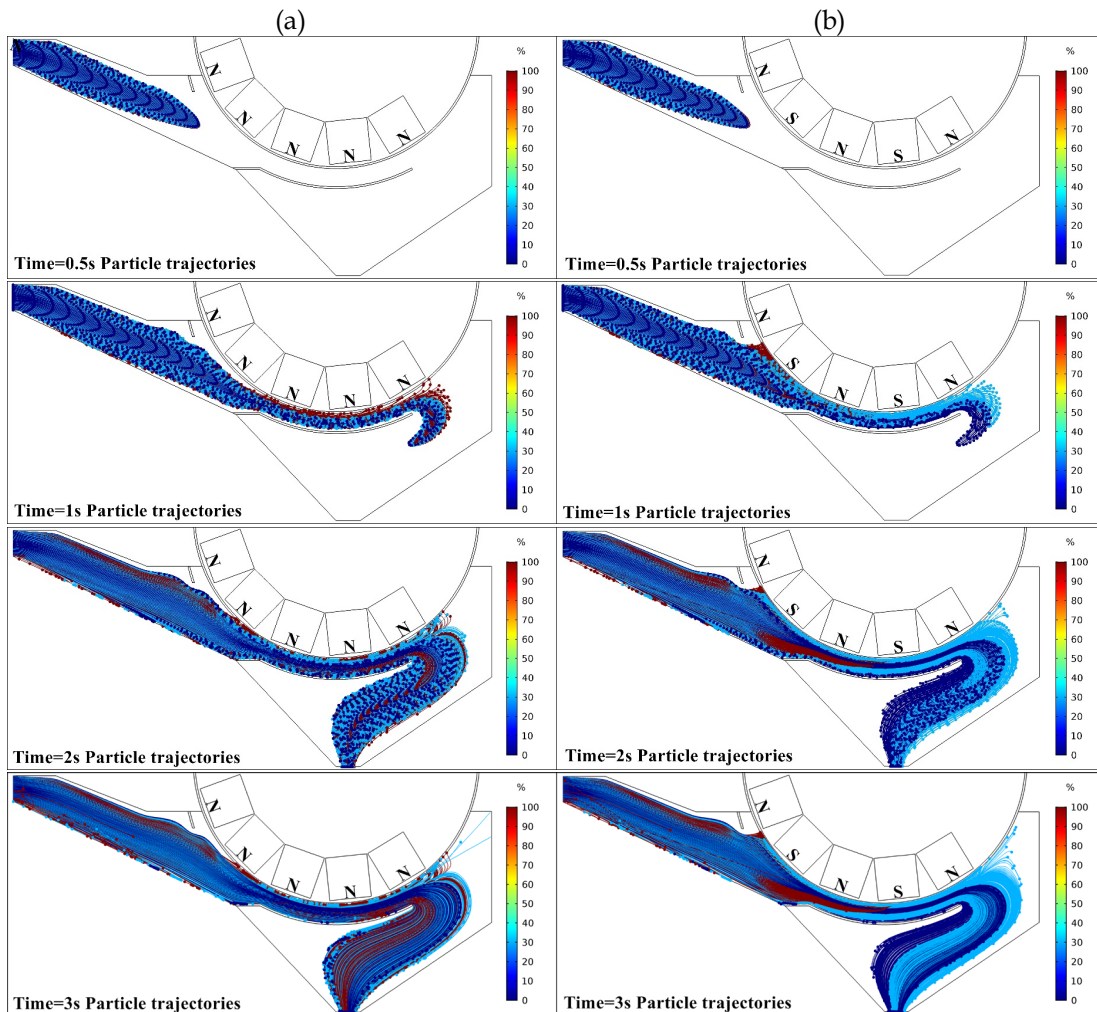 (a)
(b)
%
100
90
80
70
60
50
40
30
20
10
0
N
N
N
N
N
Time=0.5s Particle trajectories
%
100
90
80
70
60
50
40
30
20
10
0
N
S
N
S
N
Time=0.5s Particle trajectories
%
100
90
80
70
60
50
40
30
20
10
0
N
N
N
N
N
Time=1s Particle trajectories
%
100
90
80
70
60
50
40
30
20
10
0
N
S
N
S
N
Time=1s Particle trajectories
%
100
90
80
70
60
50
40
30
20
10
0
N
N
N
N
N
Time=2s Particle trajectories
%
100
90
80
70
60
50
40
30
20
10
0
N
S
N
S
N
Time=2s Particle trajectories
%
100
90
80
70
60
50
40
30
20
10
0
N
N
N
N
N
Time=3s Particle trajectories
%
100
90
80
70
60
50
40
30
20
10
0
N
S
N
S
N
Time=3s Particle trajectories